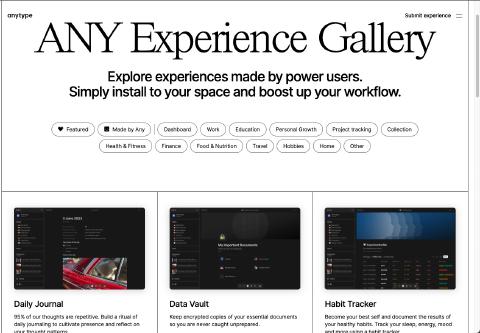 anytype
Submit experience
ANY Experience Gallery
Explore experiences made by power users.
Simply install to your space and boost up your workflow.
Featured
Made by Any
Dashboard
Work
Education
Personal Growth
Project tracking
Collection
Health & Fitness
Finance
Food & Nutrition
Travel
Hobbies
Home
Other
My Important Documents
Daily Journal
95% of our thoughts are repetitive. Build a ritual of
daily journaling to cultivate presence and reflect on
your thought patterns
Data Vault
Keep encrypted copies of your essential documents
so you are never caught unprepared.
Habit Tracker
Become your best self and document the results of
your healthy habits. Track your sleep, energy, mood
and more using a habit tracker